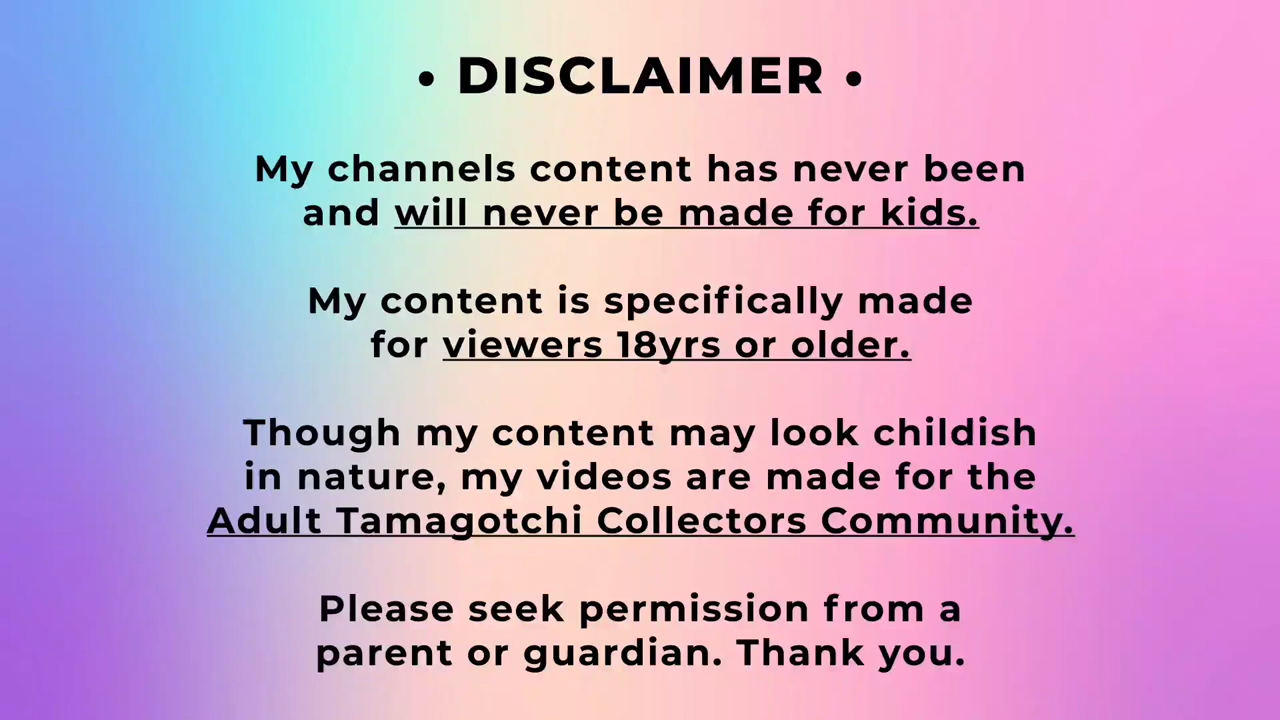 • DISCLAIMER •
My channels content has never been
and will never be made for kids.
My content is specifically made
for viewers 18yrs or older.
Though my content may look childish
in nature, my videos are made for the
Adult Tamagotchi Collectors Community.
Please seek permission from a
parent or guardian. Thank you.